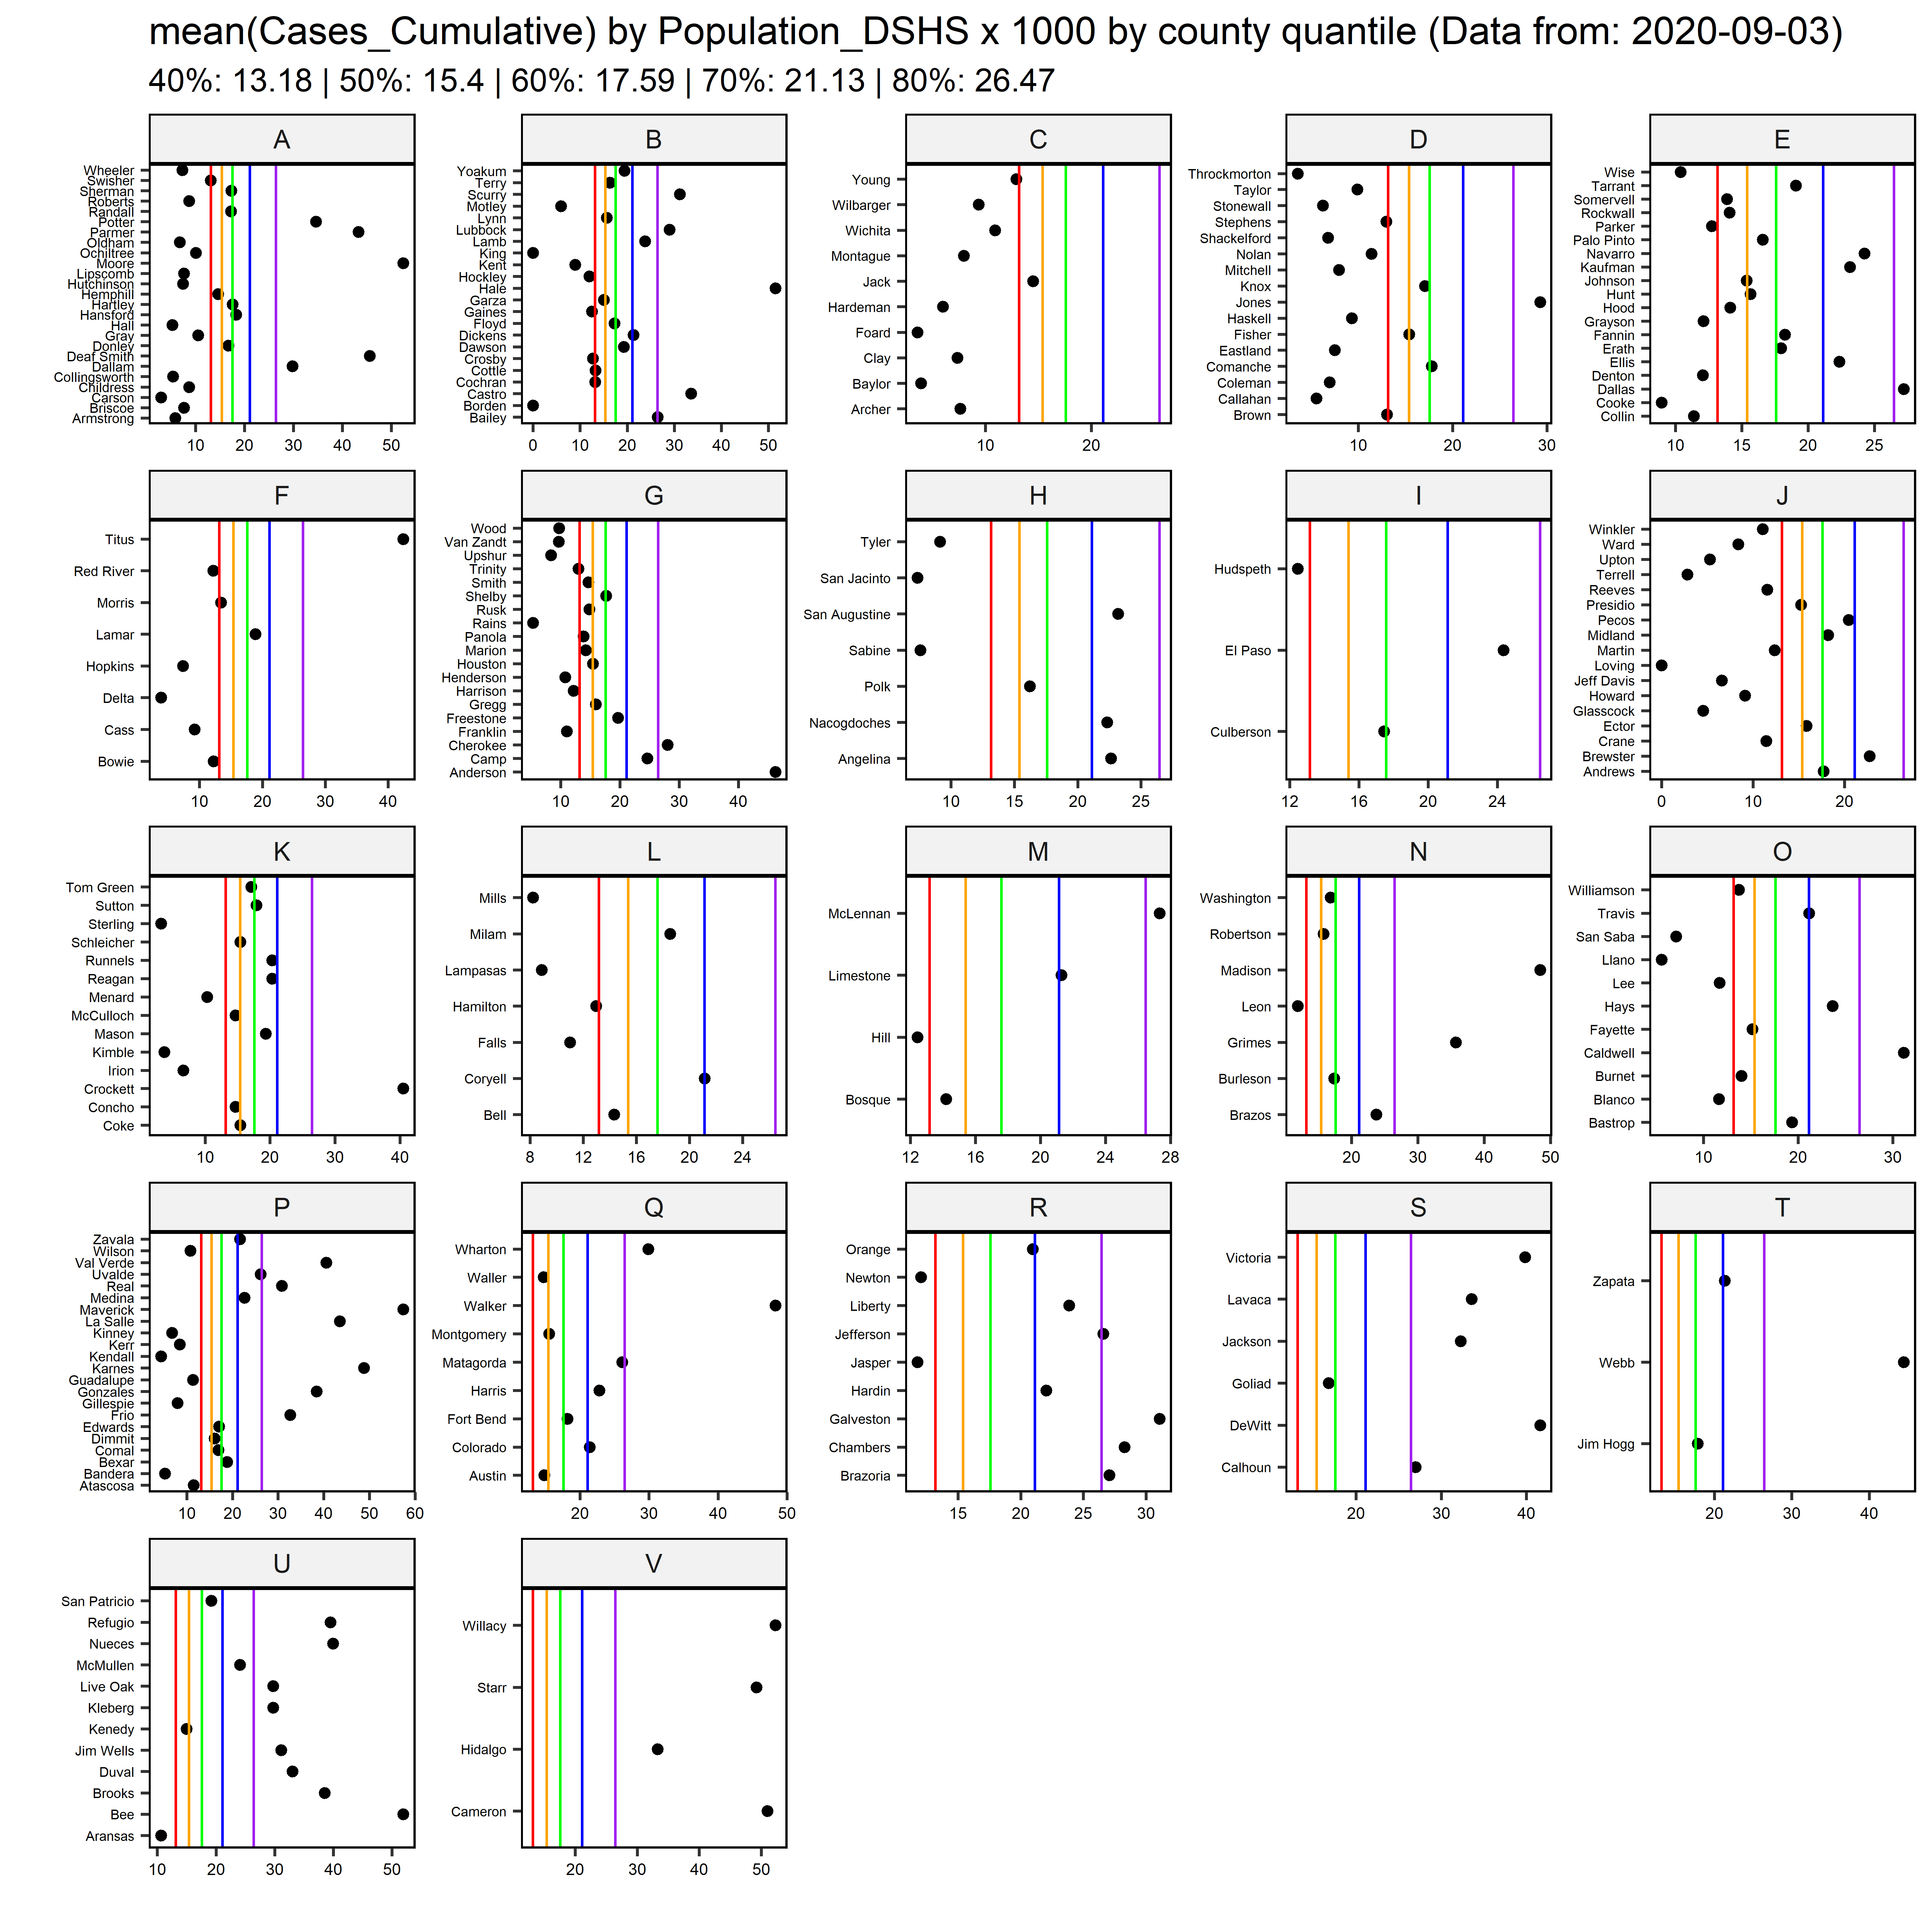 mean(Cases_Cumulative) by Population_DSHS x 1000 by county quantile (Data from: 2020-09-03)
40%: 13.18 | 50%: 15.4 | 60%: 17.59 | 70%: 21.13 | 80%: 26.47
A
Wheeler
Swisher
Sherman
Roberts
Randall
Potter
Parmer
Oldham
Ochiltree
Moore
Lipscomb
Hutchinson
Hemphill
Hartley
Hansford
Hall
Gray
Donley
Deaf Smith
Dallam
Collingsworth
Childress
Carson
Briscoe
Armstrong
10 20 30 40 50
B
Yoakum
Terry
Scurry
Motley
Lynn
Lubbock
Lamb
King
Kent
Hockley
Hale
Garza
Gaines
Floyd
Dickens
Dawson
Crosby
Cottle
Cochran
Castro
Borden
Bailey
0 10 20 30 40 50
C
Young
Wilbarger
Wichita
Montague
Jack
Hardeman
Foard
Clay
Baylor
Archer
10 20
D
Throckmorton
Taylor
Stonewall
Stephens
Shackelford
Nolan
Mitchell
Knox
Jones
Haskell
Fisher
Eastland
Comanche
Coleman
Callahan
Brown
10 20 30
E
Wise
Tarrant
Somervell
Rockwall
Parker
Palo Pinto
Navarro
Kaufman
Johnson
Hunt
Hood
Grayson
Fannin
Erath
Ellis
Denton
Dallas
Cooke
Collin
10 15 20 25
F
Titus
Red River
Morris
Lamar
Hopkins
Delta
Cass
Bowie
10 20 30 40
G
Wood
Van Zandt
Upshur
Trinity
Smith
Shelby
Rusk
Rains
Panola
Marion
Houston
Henderson
Harrison
Gregg
Freestone
Franklin
Cherokee
Camp
Anderson
10 20 30 40
H
Tyler
San Jacinto
San Augustine
Sabine
Polk
Nacogdoches
Angelina
10 15 20 25
I
Hudspeth
El Paso
Culberson
12 16 20 24
J
Winkler
Ward
Upton
Terrell
Reeves
Presidio
Pecos
Midland
Martin
Loving
Jeff Davis
Howard
Glasscock
Ector
Crane
Brewster
Andrews
0 10 20
K
Tom Green
Sutton
Sterling
Schleicher
Runnels
Reagan
Menard
McCulloch
Mason
Kimble
Irion
Crockett
Concho
Coke
10 20 30 40
L
Mills
Milam
Lampasas
Hamilton
Falls
Coryell
Bell
8 12 16 20 24
M
McLennan
Limestone
Hill
Bosque
12 16 20 24 28
N
Washington
Robertson
Madison
Leon
Grimes
Burleson
Brazos
20 30 40 50
O
Williamson
Travis
San Saba
Llano
Lee
Hays
Fayette
Caldwell
Burnet
Blanco
Bastrop
10 20 30
P
Zavala
Wilson
Val Verde
Uvalde
Real
Medina
Maverick
La Salle
Kinney
Kerr
Kendall
Karnes
Guadalupe
Gonzales
Gillespie
Frio
Edwards
Dimmit
Comal
Bexar
Bandera
Atascosa
10 20 30 40 50 60
Q
Wharton
Waller
Walker
Montgomery
Matagorda
Harris
Fort Bend
Colorado
Austin
20 30 40 50
R
Orange
Newton
Liberty
Jefferson
Jasper
Hardin
Galveston
Chambers
Brazoria
15 20 25 30
S
Victoria
Lavaca
Jackson
Goliad
DeWitt
Calhoun
20 30 40
T
Zapata
Webb
Jim Hogg
20 30 40
U
San Patricio
Refugio
Nueces
McMullen
Live Oak
Kleberg
Kenedy
Jim Wells
Duval
Brooks
Bee
Aransas
10 20 30 40 50
V
Willacy
Starr
Hidalgo
Cameron
20 30 40 50